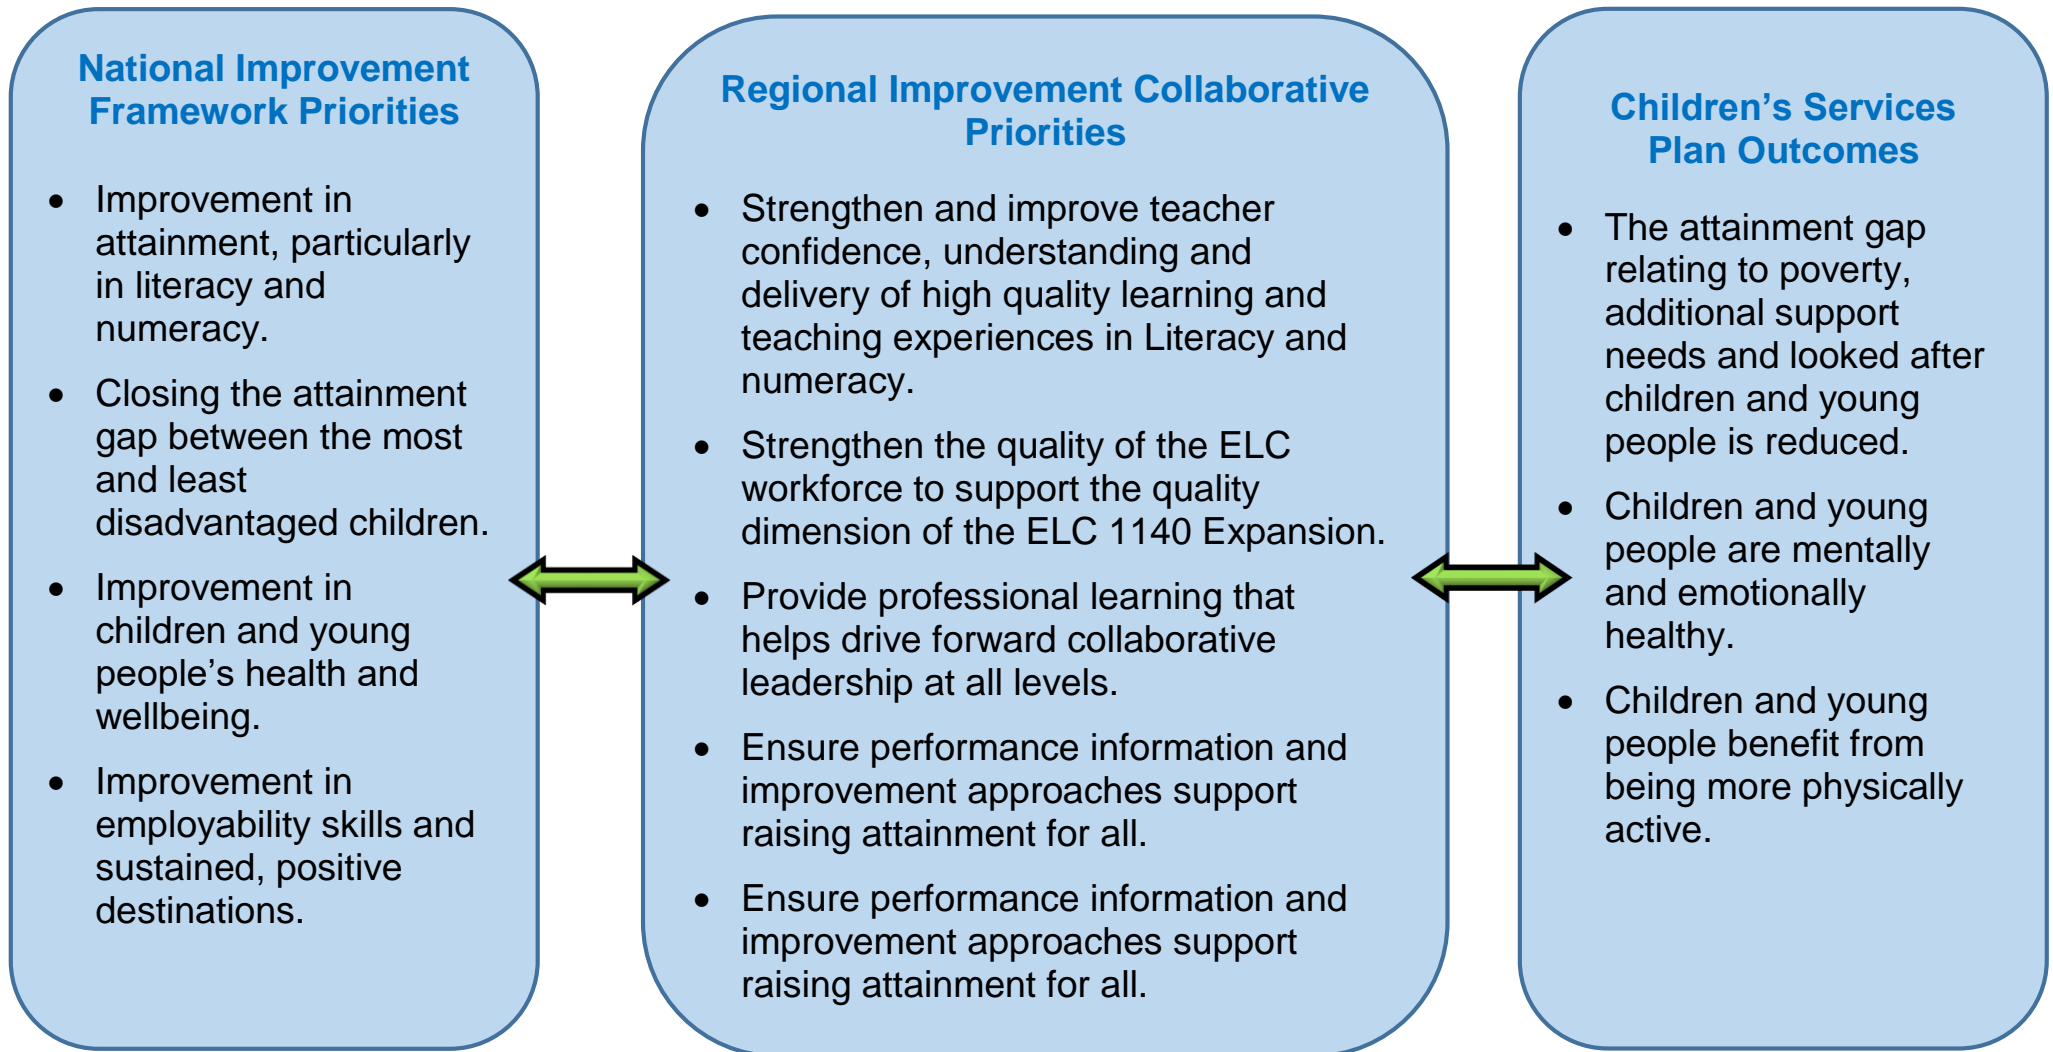 National Improvement
Framework Priorities
• Improvement in
attainment, particularly
in literacy and
numeracy.
• Closing the attainment
gap between the most
and least
disadvantaged children.
• Improvement in
children and young
people’s health and
wellbeing.
• Improvement in
employability skills and
sustained, positive
destinations.
Regional Improvement Collaborative
Priorities
• Strengthen and improve teacher
confidence, understanding and
delivery of high quality learning and
teaching experiences in Literacy and
numeracy.
• Strengthen the quality of the ELC
workforce to support the quality
dimension of the ELC 1140 Expansion.
• Provide professional learning that
helps drive forward collaborative
leadership at all levels.
• Ensure performance information and
improvement approaches support
raising attainment for all.
• Ensure performance information and
improvement approaches support
raising attainment for all.
Children’s Services
Plan Outcomes
• The attainment gap
relating to poverty,
additional support
needs and looked after
children and young
people is reduced.
• Children and young
people are mentally
and emotionally
healthy.
• Children and young
people benefit from
being more physically
active.